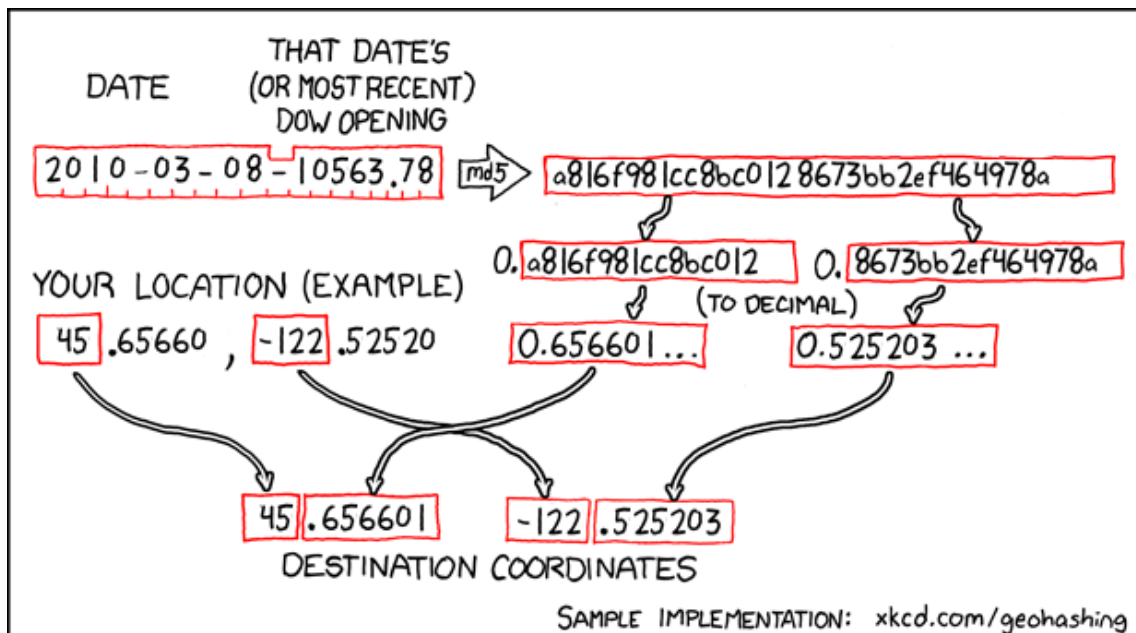 DATE
THAT DATE'S
(OR MOST RECENT)
DOW OPENING
2010-03-08-10563.78
md5
a816f981cc8bc0128673bb2ef464978a
0.a816f981cc8bc012
0.8673bb2ef464978a
(TO DECIMAL)
0.656601...
0.525203...
YOUR LOCATION (EXAMPLE)
45.65660, -122.52520
45.656601 -122.525203
DESTINATION COORDINATES
SAMPLE IMPLEMENTATION: xkcd.com/geohashing